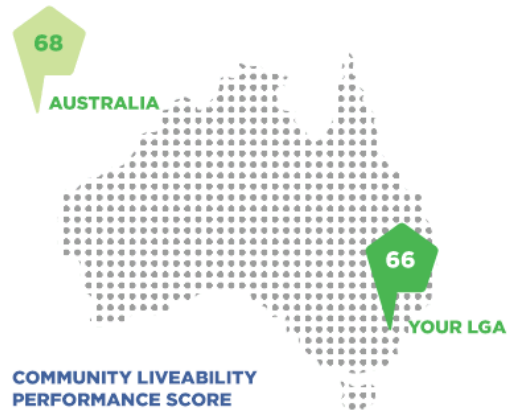 68
AUSTRALIA
66
YOUR LGA
COMMUNITY LIVEABILITY
PERFORMANCE SCORE